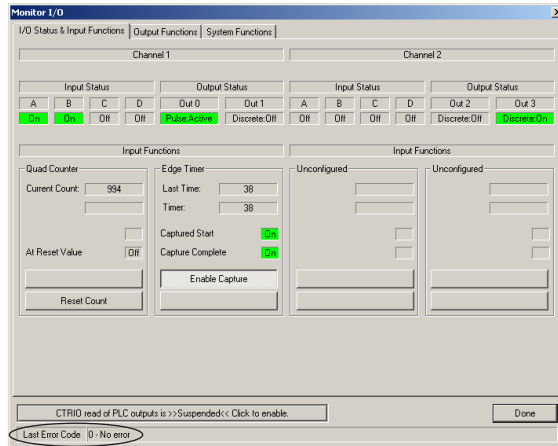 Monitor I/O
I/O Status & Input Functions Output Functions System Functions
Channel 1 Channel 2
Input Status Output Status Input Status Output Status
A B C D Out 0 Out 1 A B C D Out 2 Out 3
On On Off Off Pulse:Active Discrete:Off Off Off Off Off Discrete:Off Discrete:On
Input Functions Input Functions
Quad Counter Edge Timer Unconfigured Unconfigured
Current Count: 994 Last Time: 38
Timer: 38
Captured Start On
At Reset Value Off Capture Complete On
Enable Capture
Reset Count
CTRIO read of PLC outputs is >>Suspended<< Click to enable. Done
Last Error Code 0 - No error